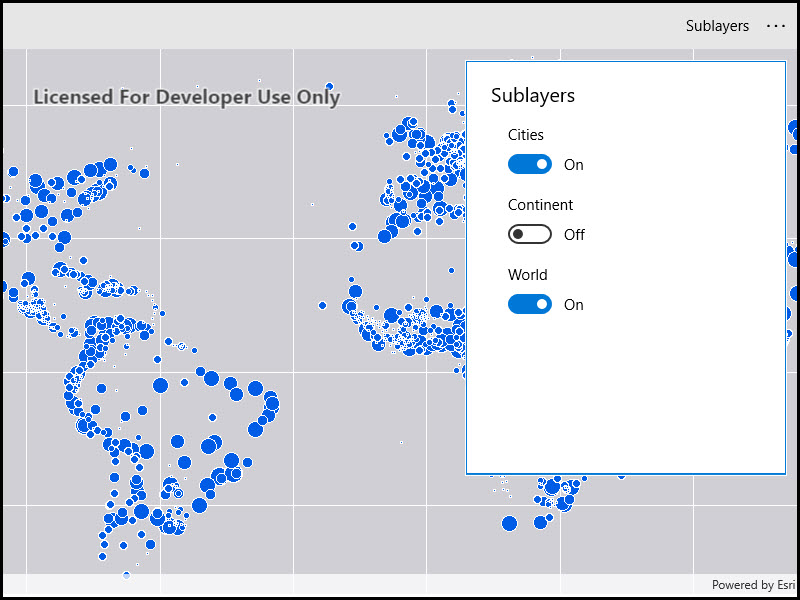 Sublayers ···
Licensed For Developer Use Only
Sublayers
Cities
On
Continent
Off
World
On
Powered by Esri